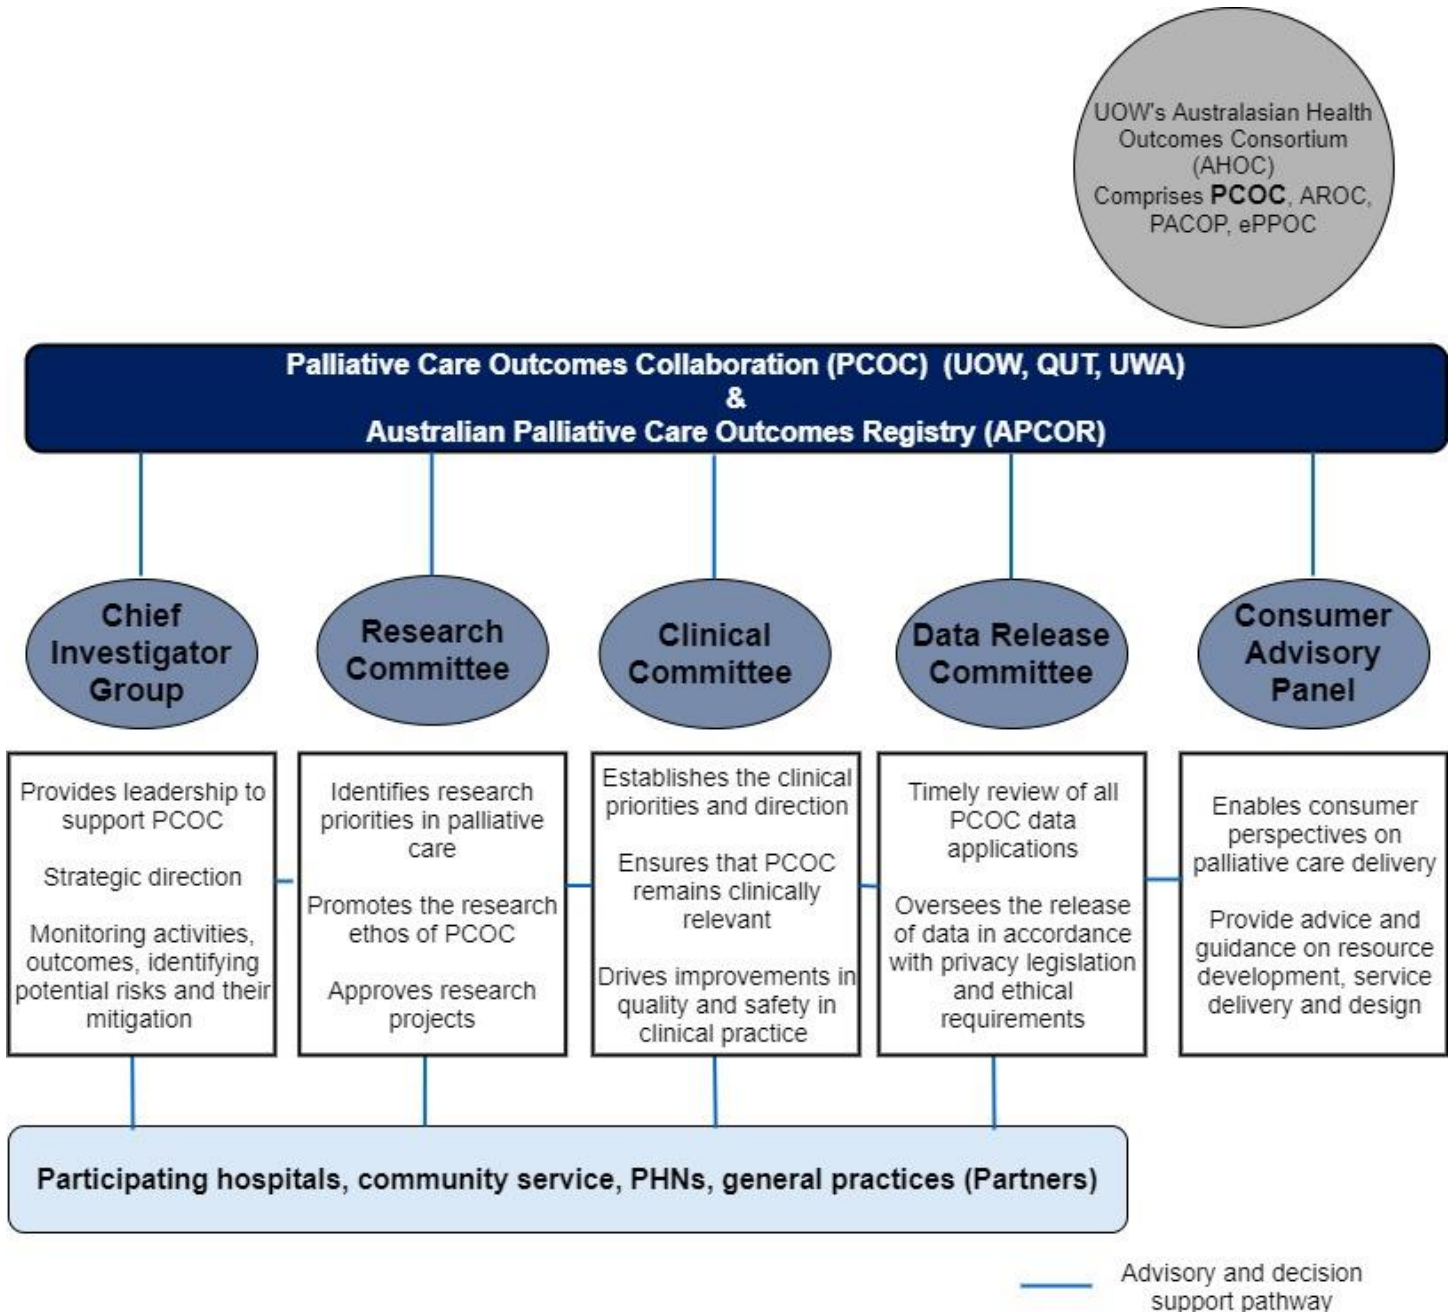 UOW's Australasian Health
Outcomes Consortium
(AHOC)
Comprises PCOC, AROC,
PACOP, ePPOC
Palliative Care Outcomes Collaboration (PCOC) (UOW, QUT, UWA)
&
Australian Palliative Care Outcomes Registry (APCOR)
Chief
Investigator
Group
Research
Committee
Clinical
Committee
Data Release
Committee
Consumer
Advisory
Panel
Provides leadership to
support PCOC
Strategic direction
Monitoring activities,
outcomes, identifying
potential risks and their
mitigation
Identifies research
priorities in palliative
care
Promotes the research
ethos of PCOC
Approves research
projects
Establishes the clinical
priorities and direction
Ensures that PCOC
remains clinically
relevant
Drives improvements in
quality and safety in
clinical practice
Timely review of all
PCOC data
applications
Oversees the release
of data in accordance
with privacy legislation
and ethical
requirements
Enables consumer
perspectives on
palliative care delivery
Provide advice and
guidance on resource
development, service
delivery and design
Participating hospitals, community service, PHNs, general practices (Partners)
Advisory and decision
support pathway